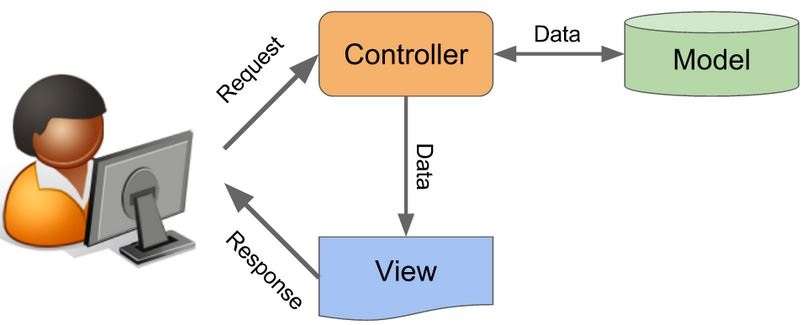 Request
Controller
Data
Model
Data
Response
View